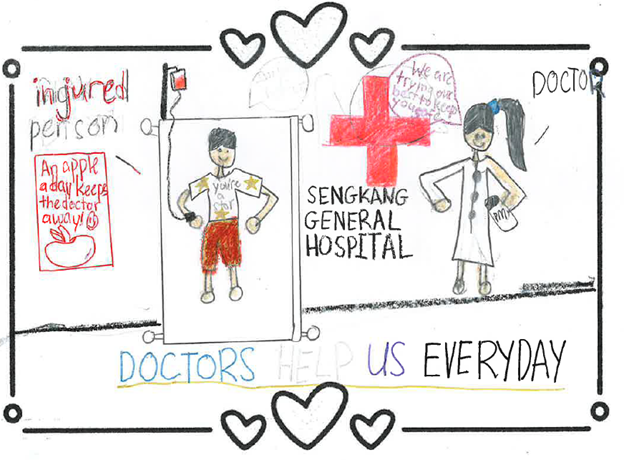 injured
person
An apple
a day keeps
the doctor
away!
you're
a
star
We are
trying our
best to keep
you safe
DOCTOR
SENGKANG
GENERAL
HOSPITAL
DOCTORS HELP US EVERYDAY